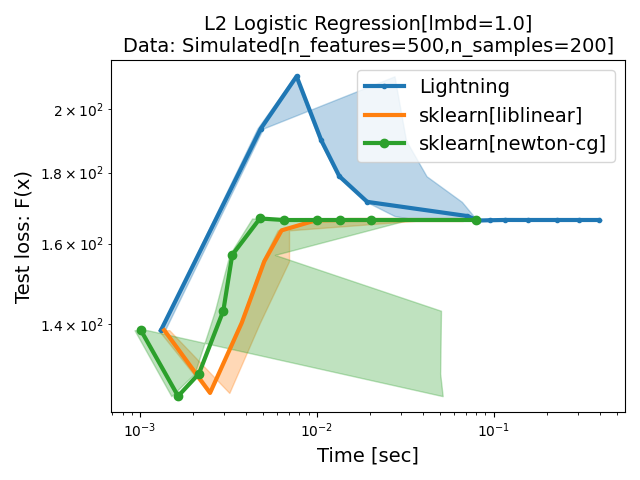 L2 Logistic Regression[lmbd=1.0]
Data: Simulated[n_features=500,n_samples=200]
Lightning
sklearn[liblinear]
sklearn[newton-cg]
Test loss: F(x)
2 × 10²
1.8 × 10²
1.6 × 10²
1.4 × 10²
10⁻³
10⁻²
10⁻¹
Time [sec]